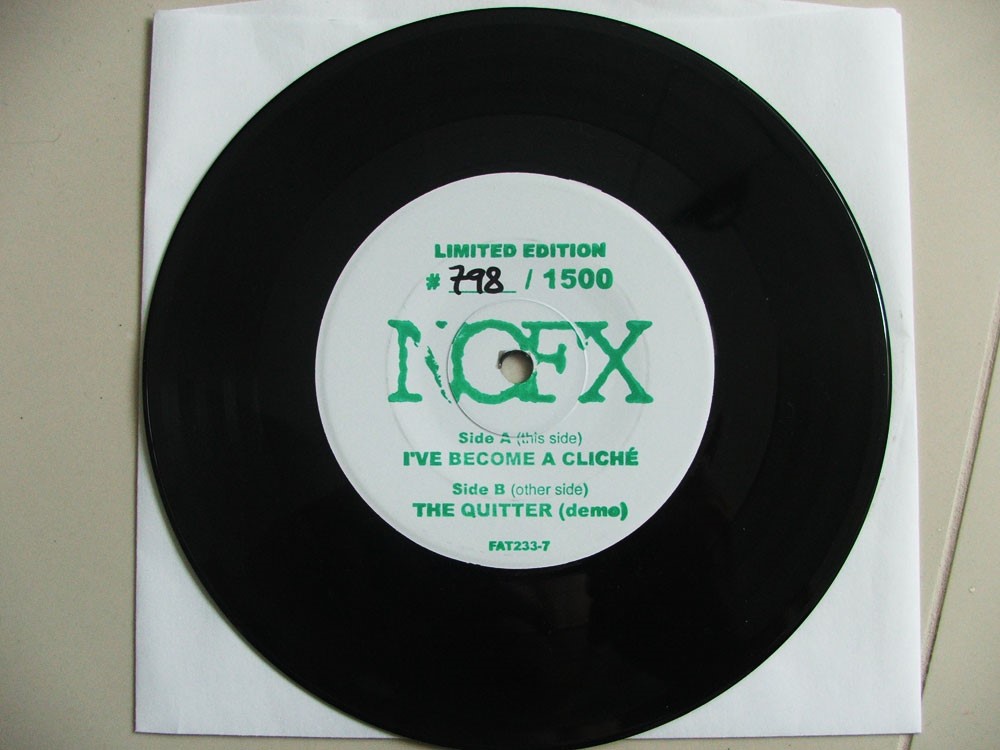 LIMITED EDITION
# 798 / 1500
NOFX
Side A (this side)
I'VE BECOME A CLICHÉ
Side B (other side)
THE QUITTER (demo)
FAT233-7